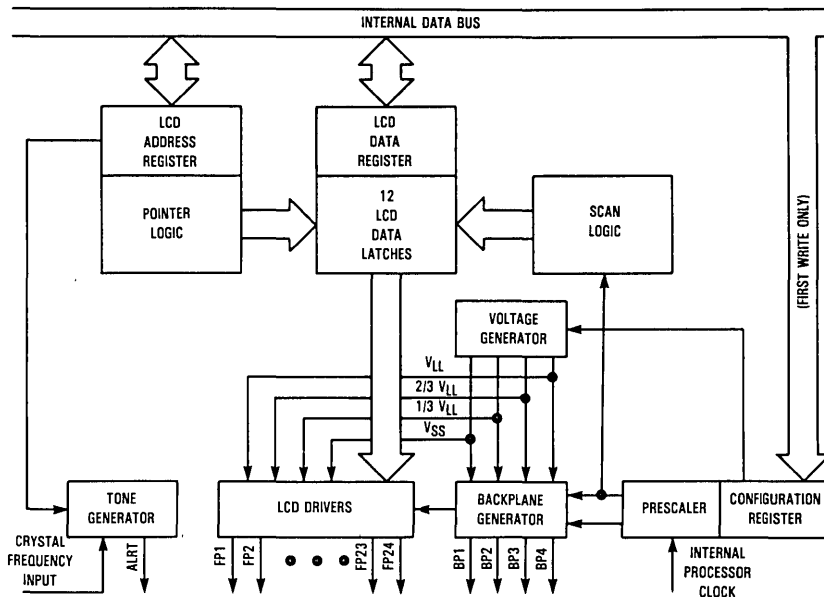 INTERNAL DATA BUS
LCD
ADDRESS
REGISTER
LCD
DATA
REGISTER
POINTER
LOGIC
12
LCD
DATA
LATCHES
SCAN
LOGIC
(FIRST WRITE ONLY)
VOLTAGE
GENERATOR
VLL
2/3 VLL
1/3 VLL
VSS
TONE
GENERATOR
LCD DRIVERS
BACKPLANE
GENERATOR
PRESCALER
CONFIGURATION
REGISTER
CRYSTAL
FREQUENCY
INPUT
ALRT
FP1
FP2
FP23
FP24
BP1
BP2
BP3
BP4
INTERNAL
PROCESSOR
CLOCK